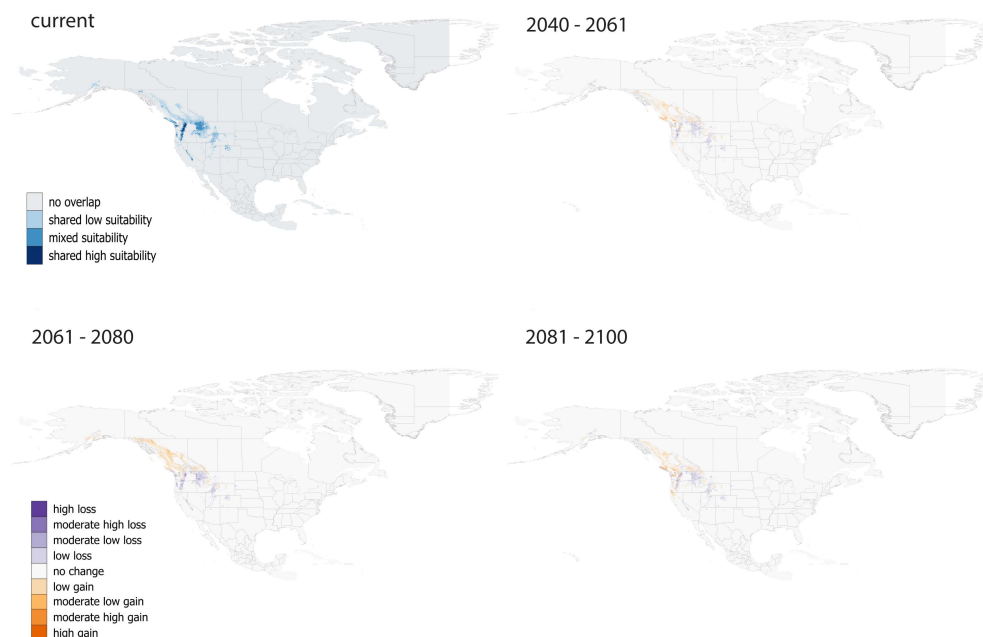 current
2040 - 2061
no overlap
shared low suitability
mixed suitability
shared high suitability
2061 - 2080
2081 - 2100
high loss
moderate high loss
moderate low loss
low loss
no change
low gain
moderate low gain
moderate high gain
high gain